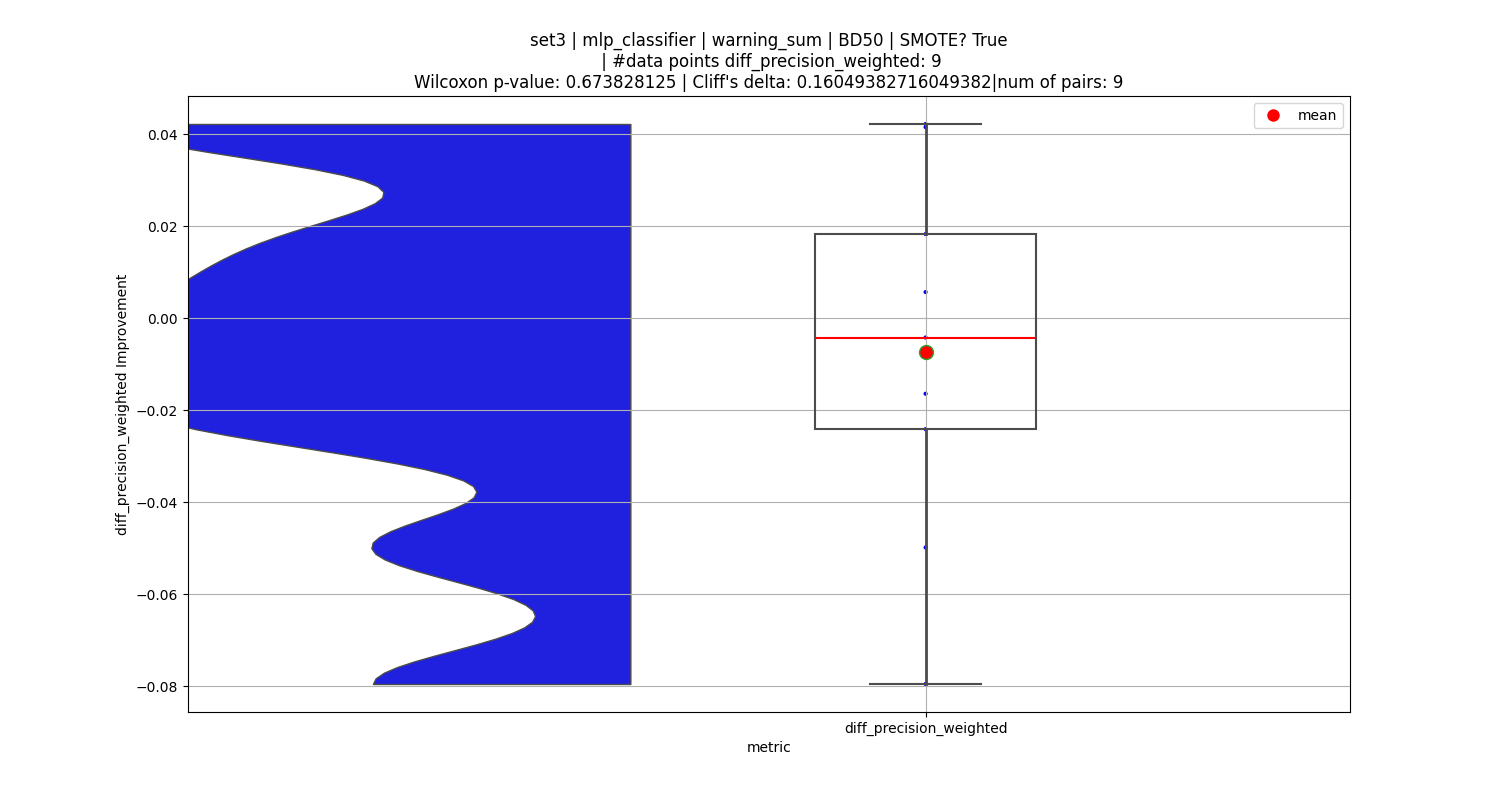 set3 | mlp_classifier | warning_sum | BD50 | SMOTE? True
| #data points diff_precision_weighted: 9
Wilcoxon p-value: 0.673828125 | Cliff's delta: 0.16049382716049382|num of pairs: 9
mean
0.04
0.02
0.00
−0.02
−0.04
−0.06
−0.08
diff_precision_weighted Improvement
diff_precision_weighted
metric